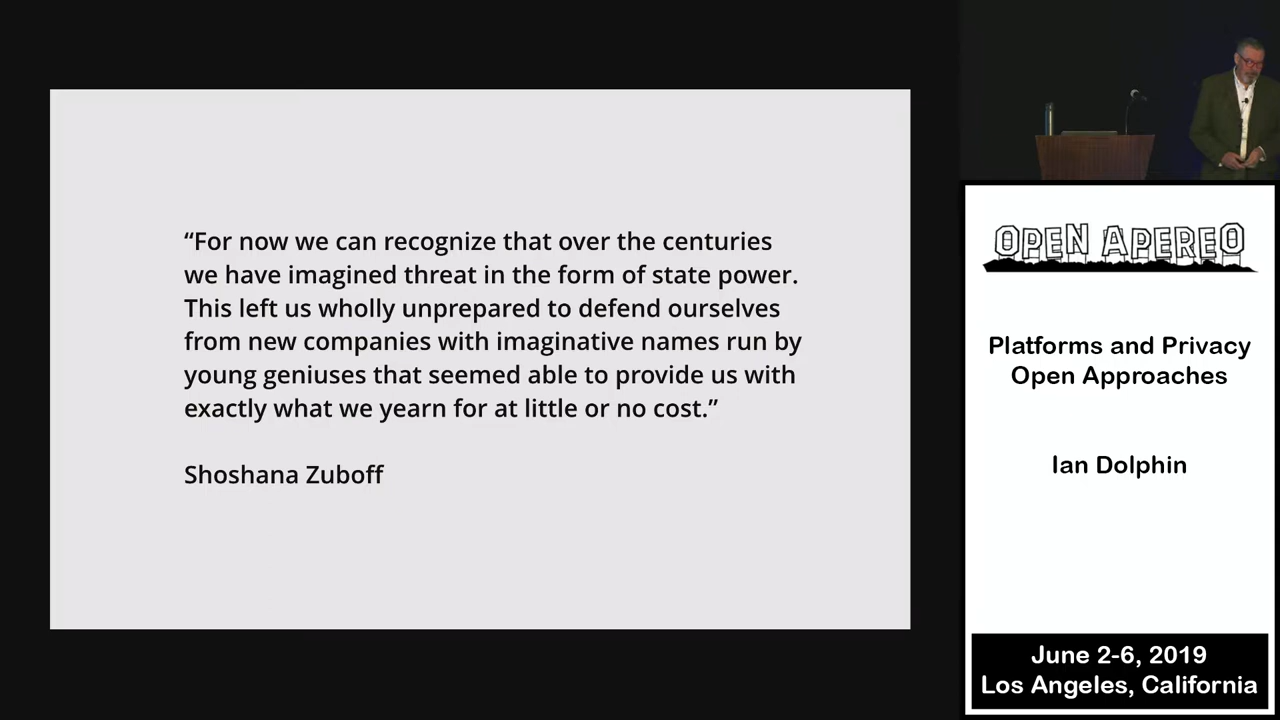 “For now we can recognize that over the centuries
we have imagined threat in the form of state power.
This left us wholly unprepared to defend ourselves
from new companies with imaginative names run by
young geniuses that seemed able to provide us with
exactly what we yearn for at little or no cost.”
Shoshana Zuboff
OPEN APEREO
Platforms and Privacy
Open Approaches
Ian Dolphin
June 2-6, 2019
Los Angeles, California